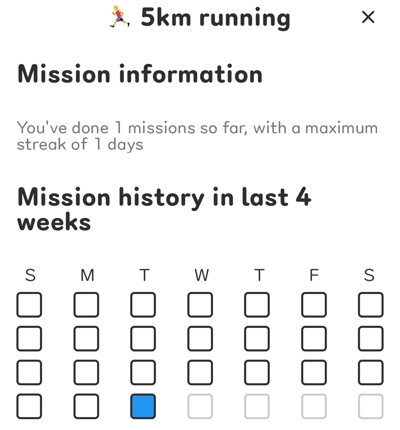 5km running
Mission information
You've done 1 missions so far, with a maximum
streak of 1 days
Mission history in last 4
weeks
S M T W T F S